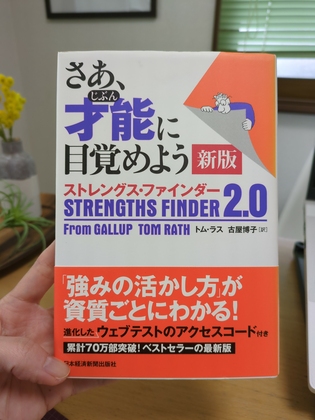 さあ、
じぶん
才能に
目覚めよう 新版
ストレングス・ファインダー2.0
STRENGTHS FINDER
From GALLUP TOM RATH トム・ラス 古屋博子[訳]
「強みの活かし方」が
資質ごとにわかる!
進化したウェブテストのアクセスコード付き
累計70万部突破!ベストセラーの最新版
日本経済新聞出版社